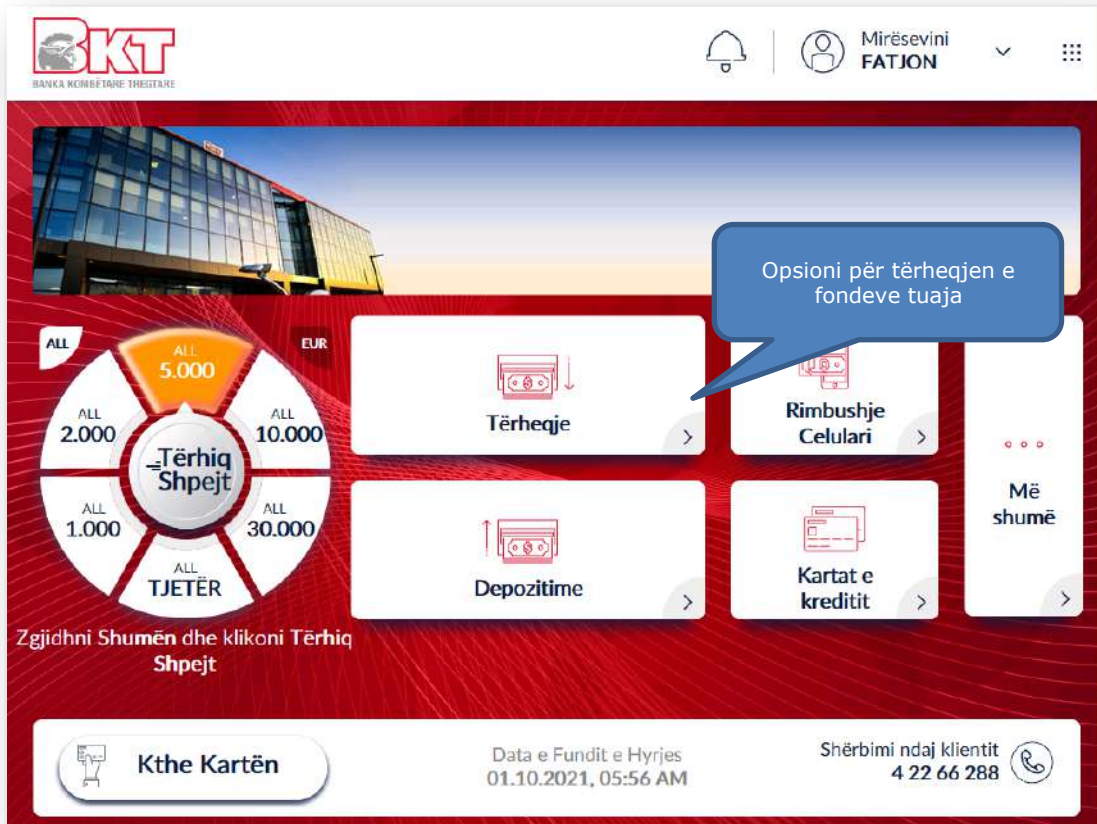 BKT
BANKA KOMBËTARE TREGTARE
Mirësevini
FATJON
Opsioni për tërheqjen e
fondeve tuaja
ALL
EUR
ALL
5.000
ALL
2.000
ALL
10.000
Tërhiq
Shpejt
ALL
1.000
ALL
30.000
ALL
TJETËR
Zgjidhni Shumën dhe klikoni Tërhiq
Shpejt
Tërheqje
Rimbushje
Celulari
Depozitime
Kartat e
kreditit
Më
shumë
Kthe Kartën
Data e Fundit e Hyrjes
01.10.2021, 05:56 AM
Shërbimi ndaj klientit
4 22 66 288